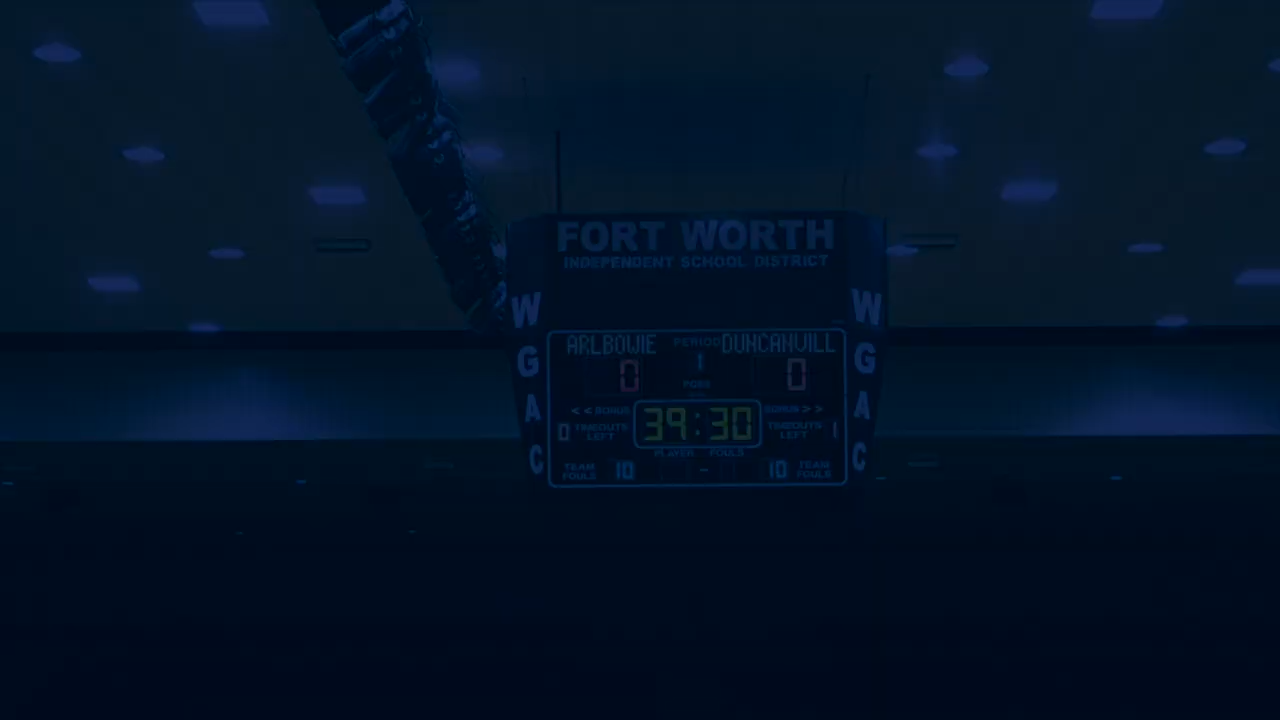 FORT WORTH
INDEPENDENT SCHOOL DISTRICT
W W
G G
A A
C C
ARLBOWIE PERIOD DUNCANVILL
0 1 0
POSS
<< BONUS 39:30 BONUS >>
0 TIMEOUTS LEFT TIMEOUTS LEFT 1
PLAYER FOULS
TEAM FOULS 10 - 10 TEAM FOULS